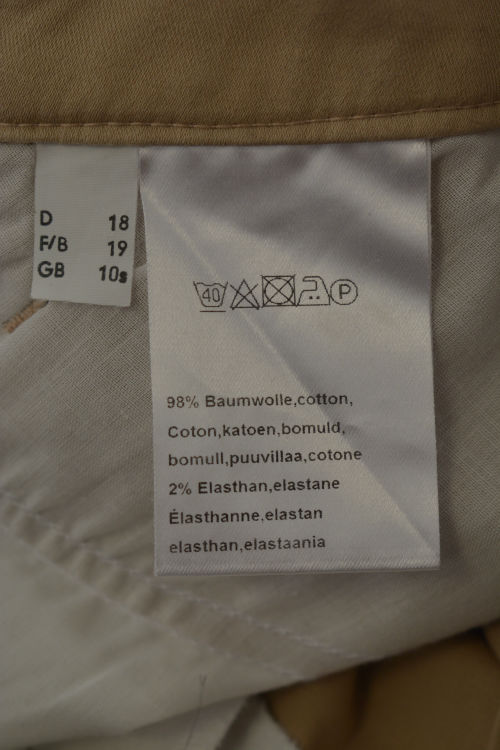 D 18
F/B 19
GB 10s
40 P
98% Baumwolle,cotton,
Coton,katoen,bomuld,
bomull,puuvillaa,cotone
2% Elasthan,elastane
Élasthanne,elastan
elasthan,elastaania